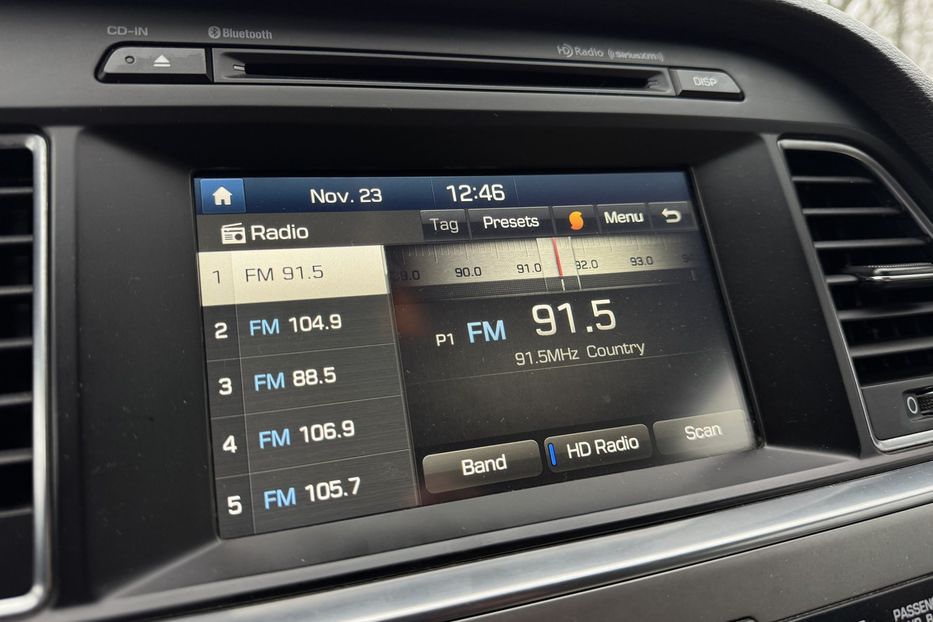 CD-IN
Bluetooth
HD Radio ((SiriusXM))
DISP
Nov. 23 12:46
Radio Tag Presets Menu
1 FM 91.5
2 FM 104.9
3 FM 88.5
4 FM 106.9
5 FM 105.7
90.0 91.0 92.0 93.0
P1 FM 91.5
91.5MHz Country
Band HD Radio Scan
0